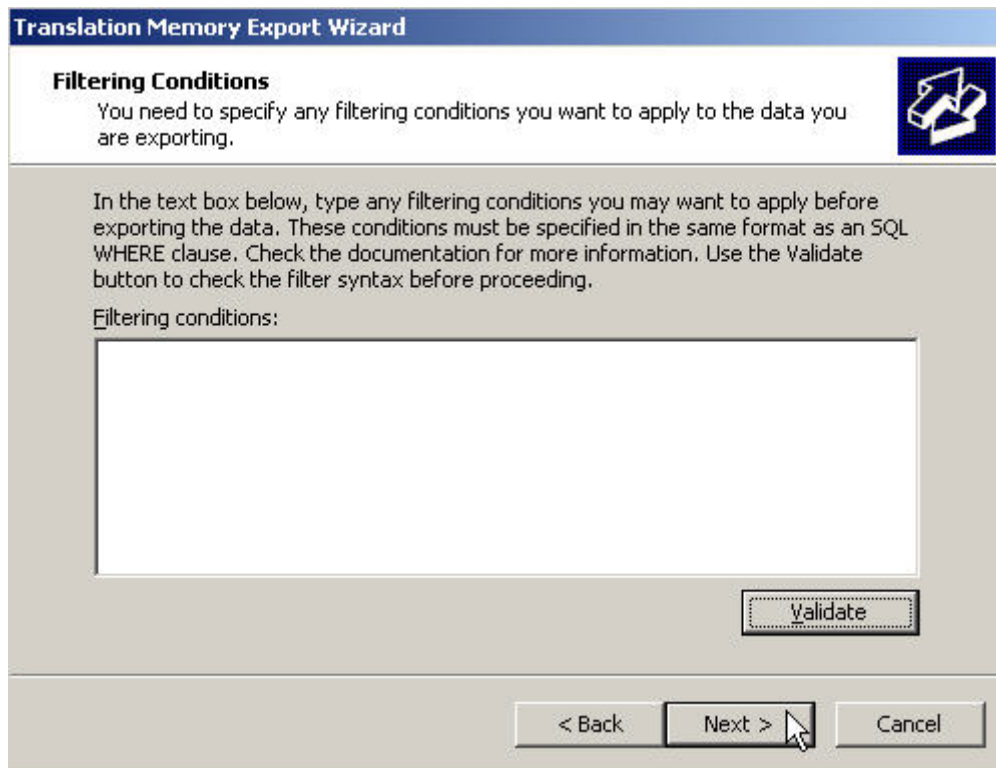 Translation Memory Export Wizard
Filtering Conditions
You need to specify any filtering conditions you want to apply to the data you
are exporting.
In the text box below, type any filtering conditions you may want to apply before
exporting the data. These conditions must be specified in the same format as an SQL
WHERE clause. Check the documentation for more information. Use the Validate
button to check the filter syntax before proceeding.
Filtering conditions:
Validate
< Back Next > Cancel